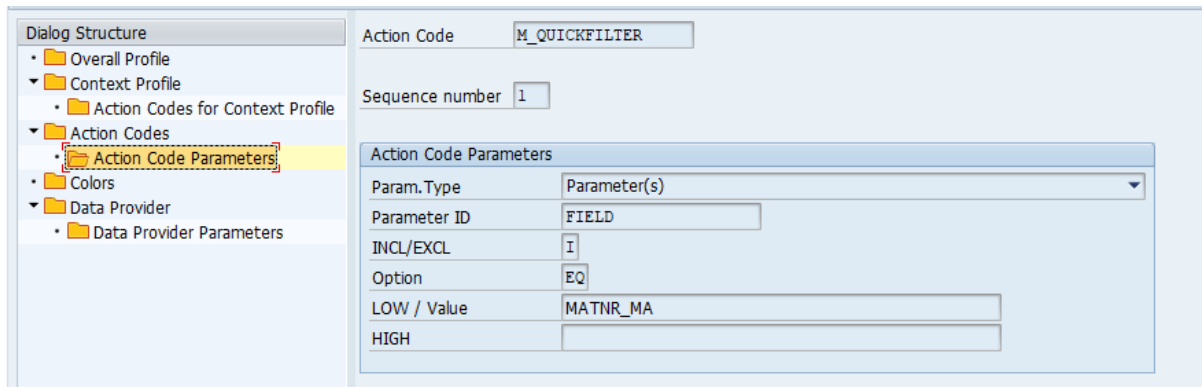 Dialog Structure
Overall Profile
Context Profile
Action Codes for Context Profile
Action Codes
Action Code Parameters
Colors
Data Provider
Data Provider Parameters
Action Code M_QUICKFILTER
Sequence number 1
Action Code Parameters
Param.Type Parameter(s)
Parameter ID FIELD
INCL/EXCL I
Option EQ
LOW / Value MATNR_MA
HIGH